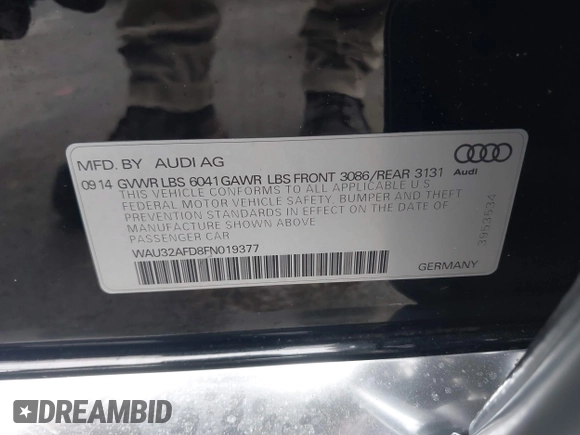 MFD. BY AUDI AG
Audi
09 14 GVWR LBS 6041 GAWR LBS FRONT 3086/REAR 3131
THIS VEHICLE CONFORMS TO ALL APPLICABLE U S
FEDERAL MOTOR VEHICLE SAFETY, BUMPER AND THEFT
PREVENTION STANDARDS IN EFFECT ON THE DATE OF
MANUFACTURE SHOWN ABOVE
PASSENGER CAR
WAU32AFD8FN019377
3953534
GERMANY
DREAMBID